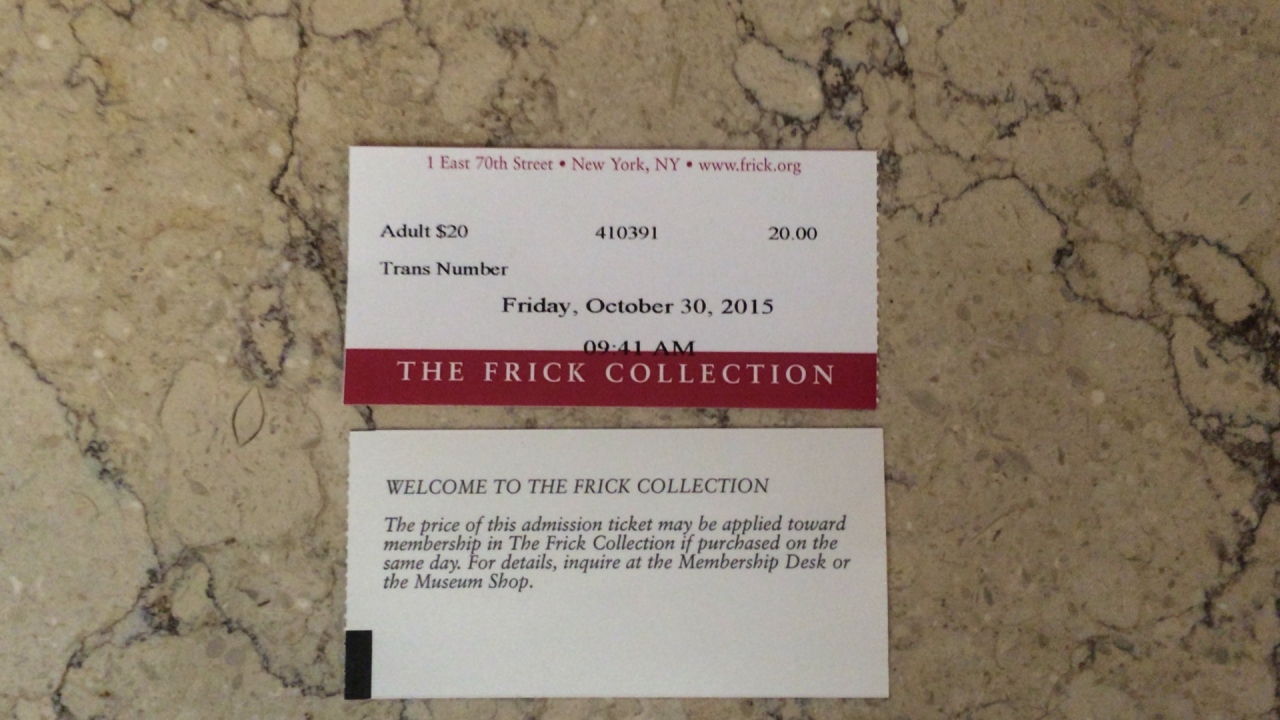 1 East 70th Street • New York, NY • www.frick.org
Adult $20 410391 20.00
Trans Number
Friday, October 30, 2015
09:41 AM
THE FRICK COLLECTION
WELCOME TO THE FRICK COLLECTION
The price of this admission ticket may be applied toward
membership in The Frick Collection if purchased on the
same day. For details, inquire at the Membership Desk or
the Museum Shop.